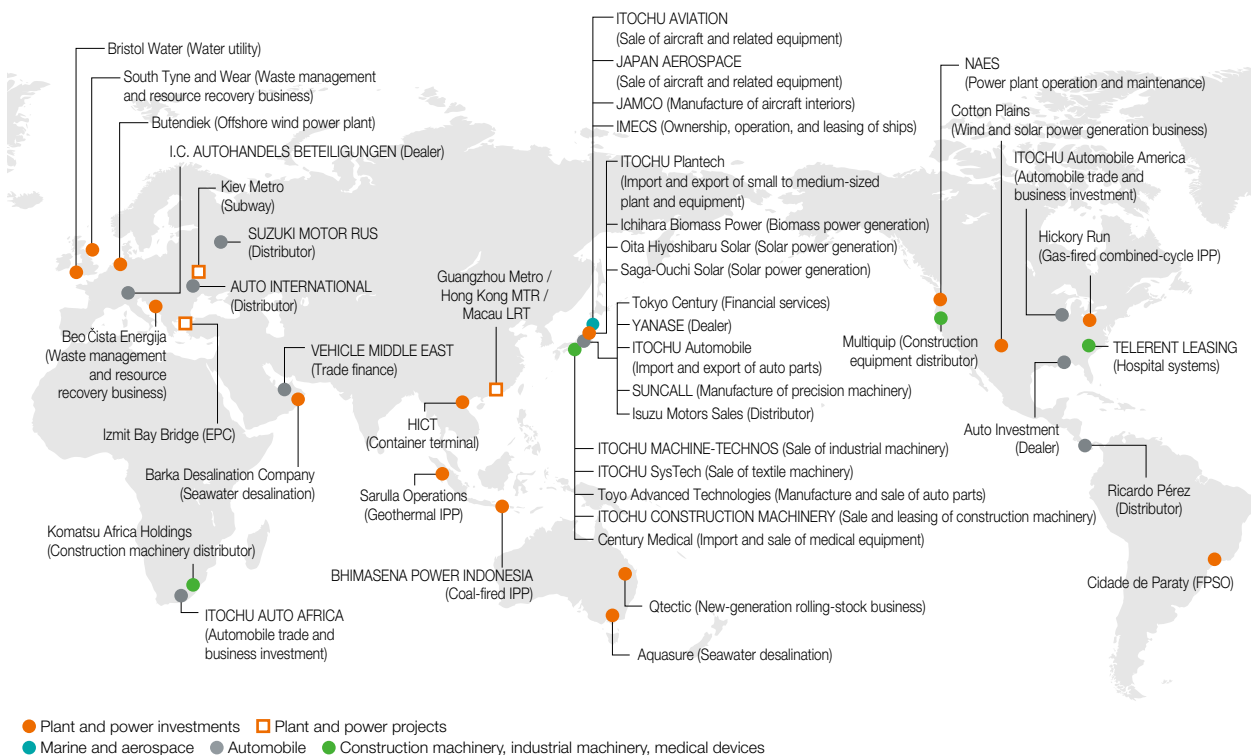 Bristol Water (Water utility)
South Tyne and Wear (Waste management
and resource recovery business)
Butendiek (Offshore wind power plant)
I.C. AUTOHANDELS BETEILIGUNGEN (Dealer)
Kiev Metro
(Subway)
SUZUKI MOTOR RUS
(Distributor)
AUTO INTERNATIONAL
(Distributor)
Beo Čista Energija
(Waste management
and resource
recovery business)
Izmit Bay Bridge (EPC)
VEHICLE MIDDLE EAST
(Trade finance)
Barka Desalination Company
(Seawater desalination)
Komatsu Africa Holdings
(Construction machinery distributor)
ITOCHU AUTO AFRICA
(Automobile trade and
business investment)
Guangzhou Metro /
Hong Kong MTR /
Macau LRT
HICT
(Container terminal)
Sarulla Operations
(Geothermal IPP)
BHIMASENA POWER INDONESIA
(Coal-fired IPP)
ITOCHU AVIATION
(Sale of aircraft and related equipment)
JAPAN AEROSPACE
(Sale of aircraft and related equipment)
JAMCO (Manufacture of aircraft interiors)
IMECS (Ownership, operation, and leasing of ships)
ITOCHU Plantech
(Import and export of small to medium-sized
plant and equipment)
Ichihara Biomass Power (Biomass power generation)
Oita Hiyoshibaru Solar (Solar power generation)
Saga-Ouchi Solar (Solar power generation)
Tokyo Century (Financial services)
YANASE (Dealer)
ITOCHU Automobile
(Import and export of auto parts)
SUNCALL (Manufacture of precision machinery)
Isuzu Motors Sales (Distributor)
ITOCHU MACHINE-TECHNOS (Sale of industrial machinery)
ITOCHU SysTech (Sale of textile machinery)
Toyo Advanced Technologies (Manufacture and sale of auto parts)
ITOCHU CONSTRUCTION MACHINERY (Sale and leasing of construction machinery)
Century Medical (Import and sale of medical equipment)
Qtectic (New-generation rolling-stock business)
Aquasure (Seawater desalination)
NAES
(Power plant operation and maintenance)
Cotton Plains
(Wind and solar power generation business)
ITOCHU Automobile America
(Automobile trade and
business investment)
Hickory Run
(Gas-fired combined-cycle IPP)
Multiquip (Construction
equipment distributor)
TELERENT LEASING
(Hospital systems)
Auto Investment
(Dealer)
Ricardo Pérez
(Distributor)
Cidade de Paraty (FPSO)
Plant and power investments Plant and power projects
Marine and aerospace Automobile Construction machinery, industrial machinery, medical devices